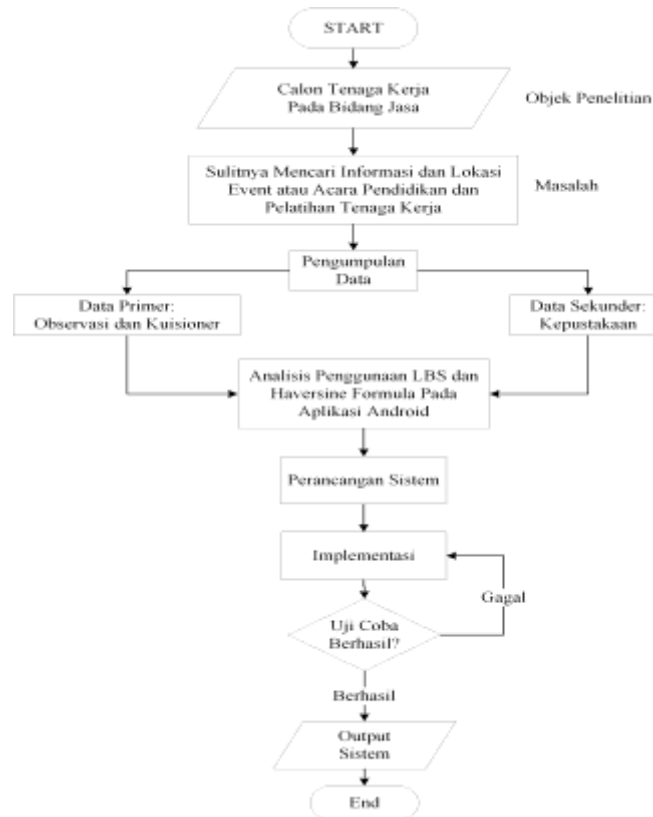 START
Calon Tenaga Kerja
Pada Bidang Jasa
Objek Penelitian
Sulitnya Mencari Informasi dan Lokasi
Event atau Acara Pendidikan dan
Pelatihan Tenaga Kerja
Masalah
Pengumpulan
Data
Data Primer:
Observasi dan Kuisioner
Data Sekunder:
Kepustakaan
Analisis Penggunaan LBS dan
Haversine Formula Pada
Aplikasi Android
Perancangan Sistem
Implementasi
Gagal
Uji Coba
Berhasil?
Berhasil
Output
Sistem
End